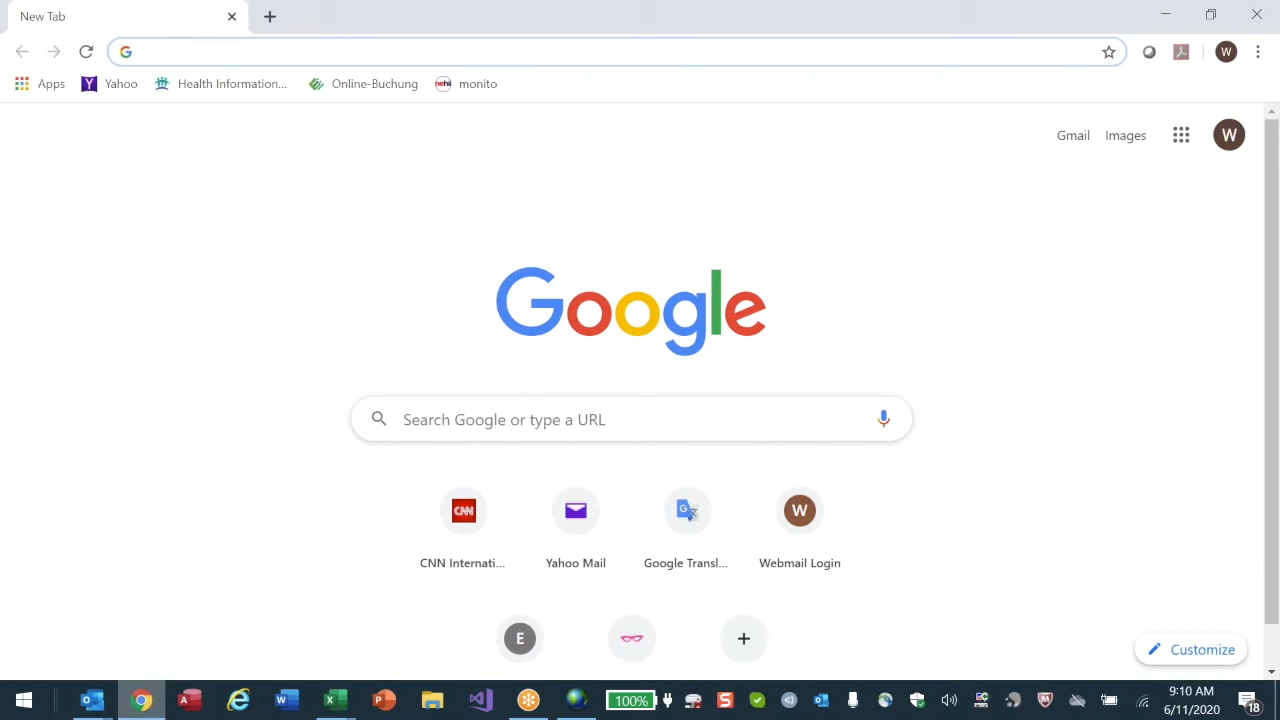 New Tab
Apps Yahoo Health Information... Online-Buchung monito
Gmail Images W
Google
Search Google or type a URL
CNN W
CNN Internati... Yahoo Mail Google Transl... Webmail Login
E
Customize
100% 9:10 AM
6/11/2020 18